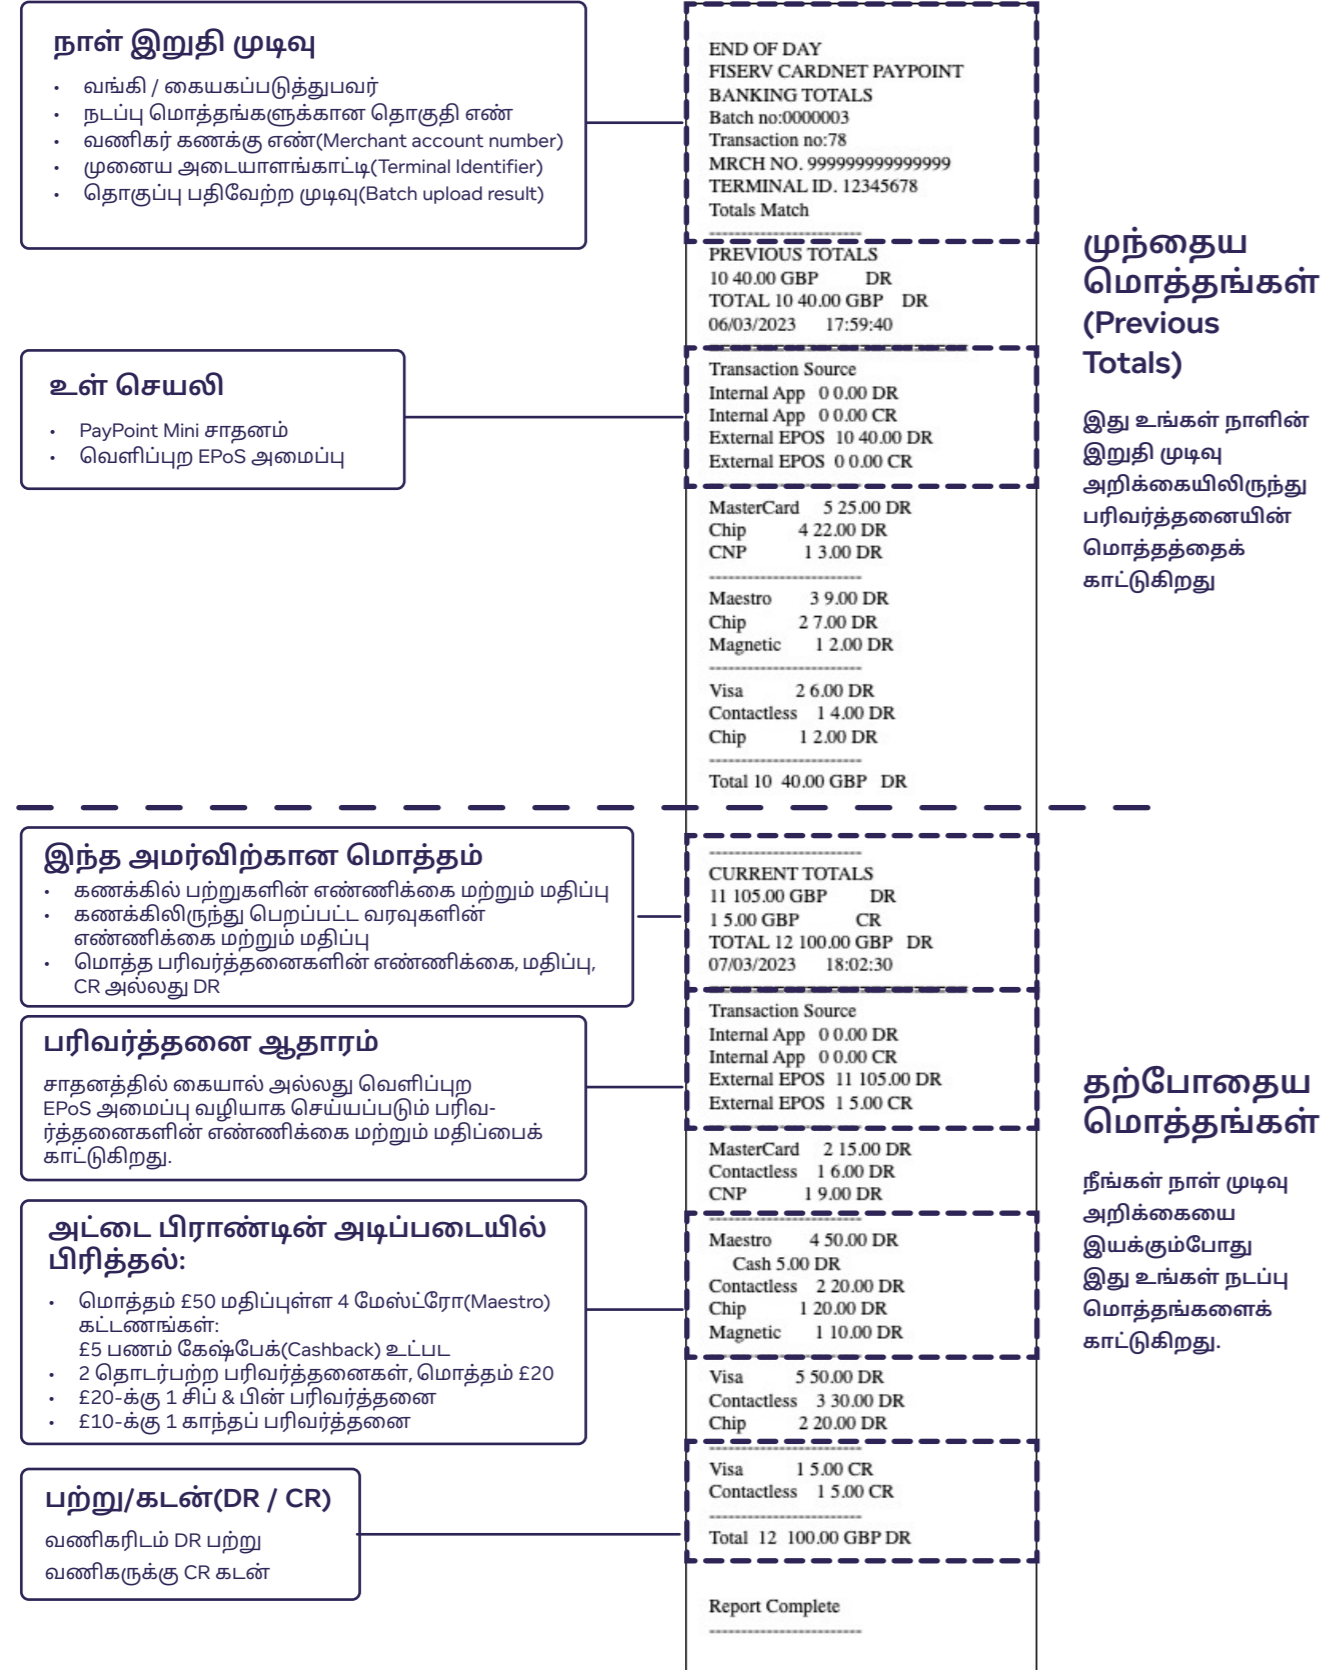 நாள் இறுதி முடிவு
• வங்கி / கையகப்படுத்துபவர்
• நடப்பு மொத்தங்களுக்கான தொகுதி எண்
• வணிகர் கணக்கு எண்(Merchant account number)
• முனைய அடையாளங்காட்டி(Terminal Identifier)
• தொகுப்பு பதிவேற்ற முடிவு(Batch upload result)
END OF DAY
FISERV CARDNET PAYPOINT
BANKING TOTALS
Batch no:0000003
Transaction no:78
MRCH NO. 999999999999999
TERMINAL ID. 12345678
Totals Match
------------------------
PREVIOUS TOTALS
10 40.00 GBP DR
TOTAL 10 40.00 GBP DR
06/03/2023 17:59:40
முந்தைய
மொத்தங்கள்
(Previous
Totals)
இது உங்கள் நாளின்
இறுதி முடிவு
அறிக்கையிலிருந்து
பரிவர்த்தனையின்
மொத்தத்தைக்
காட்டுகிறது
உள் செயலி
• PayPoint Mini சாதனம்
• வெளிப்புற EPoS அமைப்பு
Transaction Source
Internal App 0 0.00 DR
Internal App 0 0.00 CR
External EPOS 10 40.00 DR
External EPOS 0 0.00 CR
------------------------
MasterCard 5 25.00 DR
Chip 4 22.00 DR
CNP 1 3.00 DR
------------------------
Maestro 3 9.00 DR
Chip 2 7.00 DR
Magnetic 1 2.00 DR
------------------------
Visa 2 6.00 DR
Contactless 1 4.00 DR
Chip 1 2.00 DR
------------------------
Total 10 40.00 GBP DR
இந்த அமர்விற்கான மொத்தம்
• கணக்கில் பற்றுகளின் எண்ணிக்கை மற்றும் மதிப்பு
• கணக்கிலிருந்து பெறப்பட்ட வரவுகளின்
எண்ணிக்கை மற்றும் மதிப்பு
• மொத்த பரிவர்த்தனைகளின் எண்ணிக்கை, மதிப்பு,
CR அல்லது DR
------------------------
CURRENT TOTALS
11 105.00 GBP DR
1 5.00 GBP CR
TOTAL 12 100.00 GBP DR
07/03/2023 18:02:30
பரிவர்த்தனை ஆதாரம்
சாதனத்தில் கையால் அல்லது வெளிப்புற
EPoS அமைப்பு வழியாக செய்யப்படும் பரிவ-
ர்த்தனைகளின் எண்ணிக்கை மற்றும் மதிப்பைக்
காட்டுகிறது.
Transaction Source
Internal App 0 0.00 DR
Internal App 0 0.00 CR
External EPOS 11 105.00 DR
External EPOS 1 5.00 CR
------------------------
MasterCard 2 15.00 DR
Contactless 1 6.00 DR
CNP 1 9.00 DR
------------------------
தற்போதைய
மொத்தங்கள்
நீங்கள் நாள் முடிவு
அறிக்கையை
இயக்கும்போது
இது உங்கள் நடப்பு
மொத்தங்களைக்
காட்டுகிறது.
அட்டை பிராண்டின் அடிப்படையில்
பிரித்தல்:
• மொத்தம் £50 மதிப்புள்ள 4 மேஸ்ட்ரோ(Maestro)
கட்டணங்கள்:
£5 பணம் கேஷ்பேக்(Cashback) உட்பட
• 2 தொடர்பற்ற பரிவர்த்தனைகள், மொத்தம் £20
• £20-க்கு 1 சிப் & பின் பரிவர்த்தனை
• £10-க்கு 1 காந்தப் பரிவர்த்தனை
Maestro 4 50.00 DR
Cash 5.00 DR
Contactless 2 20.00 DR
Chip 1 20.00 DR
Magnetic 1 10.00 DR
------------------------
Visa 5 50.00 DR
Contactless 3 30.00 DR
Chip 2 20.00 DR
------------------------
பற்று/கடன்(DR / CR)
வணிகரிடம் DR பற்று
வணிகருக்கு CR கடன்
Visa 1 5.00 CR
Contactless 1 5.00 CR
------------------------
Total 12 100.00 GBP DR
Report Complete
------------------------